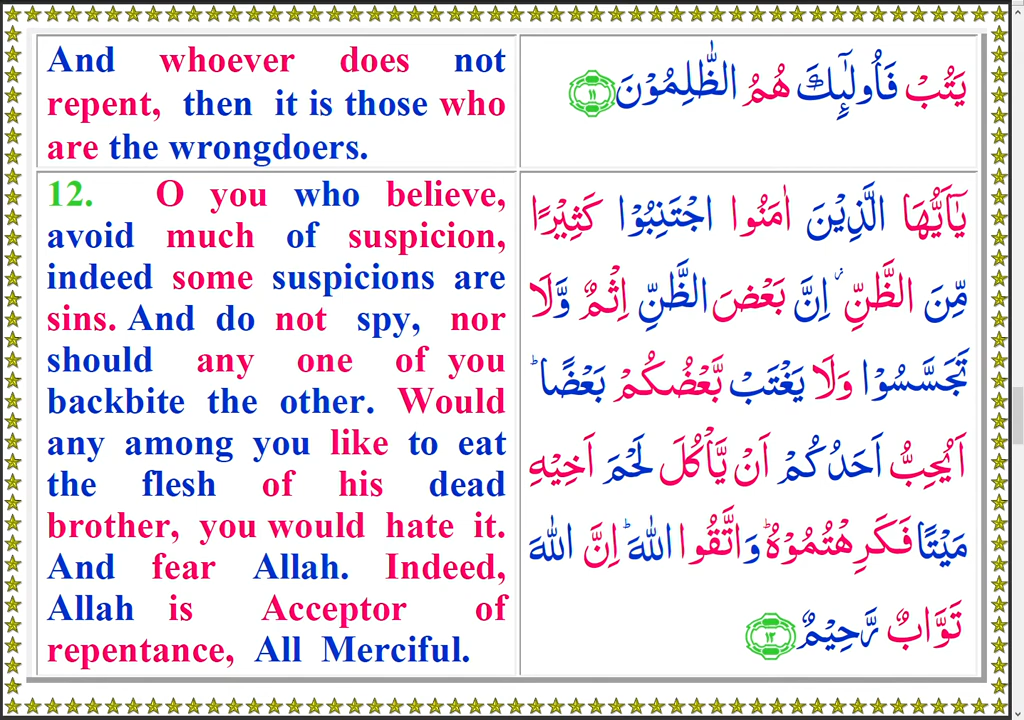 And whoever does not
repent, then it is those who
are the wrongdoers.
يَتُبْ فَاُولٰٓئِكَ هُمُ الظّٰلِمُوْنَ ۝۱۱
12. O you who believe,
avoid much of suspicion,
indeed some suspicions are
sins. And do not spy, nor
should any one of you
backbite the other. Would
any among you like to eat
the flesh of his dead
brother, you would hate it.
And fear Allah. Indeed,
Allah is Acceptor of
repentance, All Merciful.
يٰۤاَيُّهَا الَّذِيْنَ اٰمَنُوا اجْتَنِبُوْا كَثِيْرًا
مِّنَ الظَّنِّ ؗ اِنَّ بَعْضَ الظَّنِّ اِثْمٌ وَّلَا
تَجَسَّسُوْا وَلَا يَغْتَبْ بَّعْضُكُمْ بَعْضًا ؕ
اَيُحِبُّ اَحَدُكُمْ اَنْ يَّاْكُلَ لَحْمَ اَخِيْهِ
مَيْتًا فَكَرِهْتُمُوْهُ ؕ وَاتَّقُوا اللهَ ؕ اِنَّ اللهَ
تَوَّابٌ رَّحِيْمٌ ۝۱۲